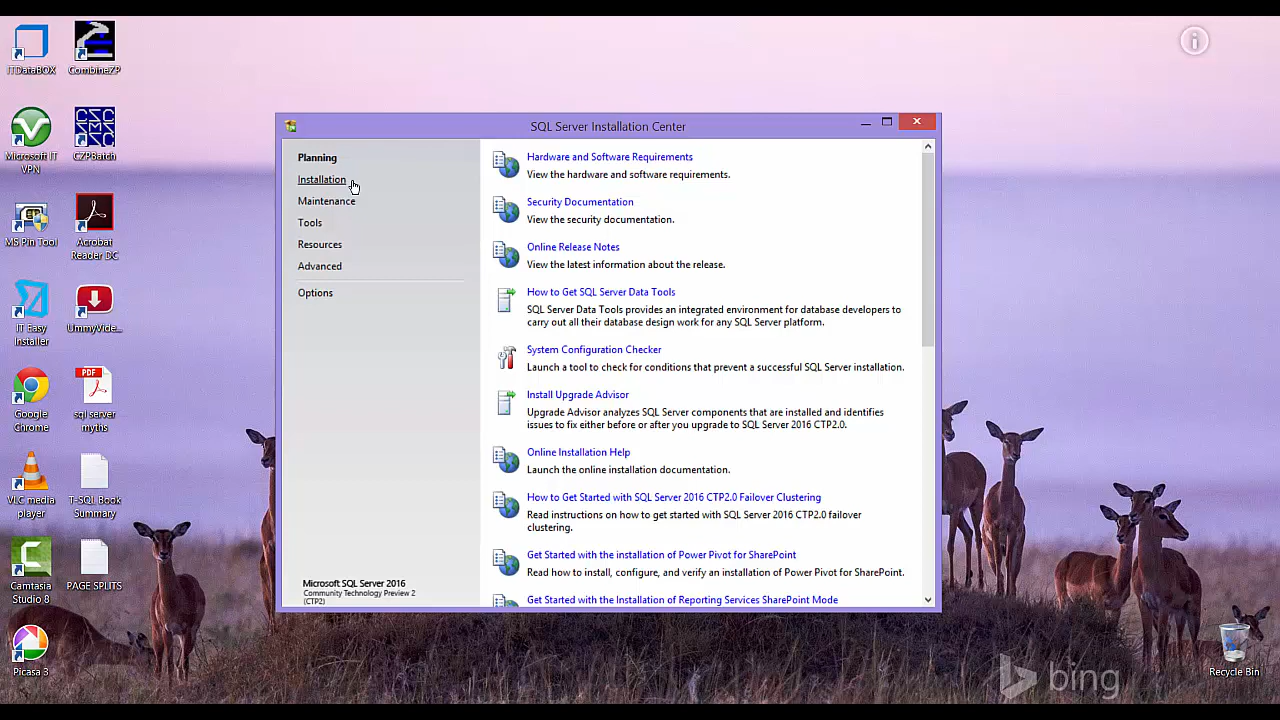 ITDataBOX
CombineZP
Microsoft IT
VPN
CZPBatch
MS Pin Tool
Acrobat
Reader DC
IT Easy
Installer
UmmyVide...
Google
Chrome
PDF
sql server
myths
VLC media
player
T-SQL Book
Summary
Camtasia
Studio 8
PAGE SPLITS
Picasa 3
SQL Server Installation Center
Planning
Installation
Maintenance
Tools
Resources
Advanced
Options
Microsoft SQL Server 2016
Community Technology Preview 2
(CTP2)
Hardware and Software Requirements
View the hardware and software requirements.
Security Documentation
View the security documentation.
Online Release Notes
View the latest information about the release.
How to Get SQL Server Data Tools
SQL Server Data Tools provides an integrated environment for database developers to
carry out all their database design work for any SQL Server platform.
System Configuration Checker
Launch a tool to check for conditions that prevent a successful SQL Server installation.
Install Upgrade Advisor
Upgrade Advisor analyzes SQL Server components that are installed and identifies
issues to fix either before or after you upgrade to SQL Server 2016 CTP2.0.
Online Installation Help
Launch the online installation documentation.
How to Get Started with SQL Server 2016 CTP2.0 Failover Clustering
Read instructions on how to get started with SQL Server 2016 CTP2.0 failover
clustering.
Get Started with the installation of Power Pivot for SharePoint
Read how to install, configure, and verify an installation of Power Pivot for SharePoint.
Get Started with the Installation of Reporting Services SharePoint Mode
Recycle Bin
bing